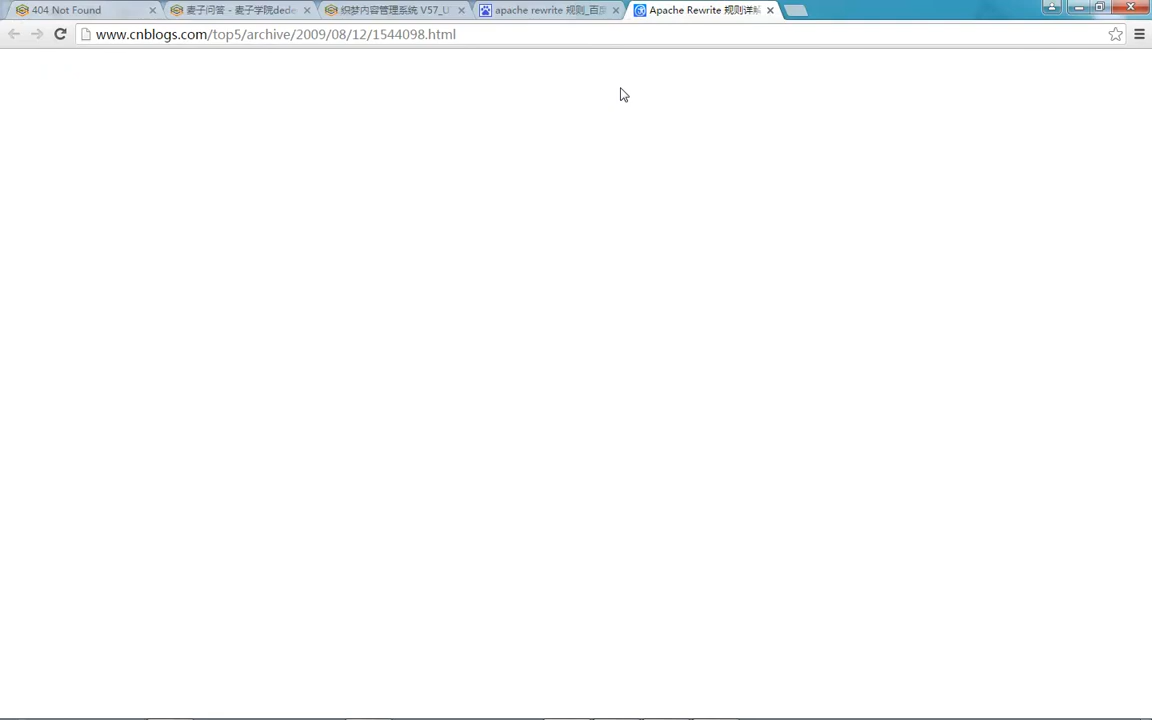 404 Not Found
麦子问答 - 麦子学院dede
织梦内容管理系统 V57_U
apache rewrite 规则_百度
Apache Rewrite 规则详解
www.cnblogs.com/top5/archive/2009/08/12/1544098.html